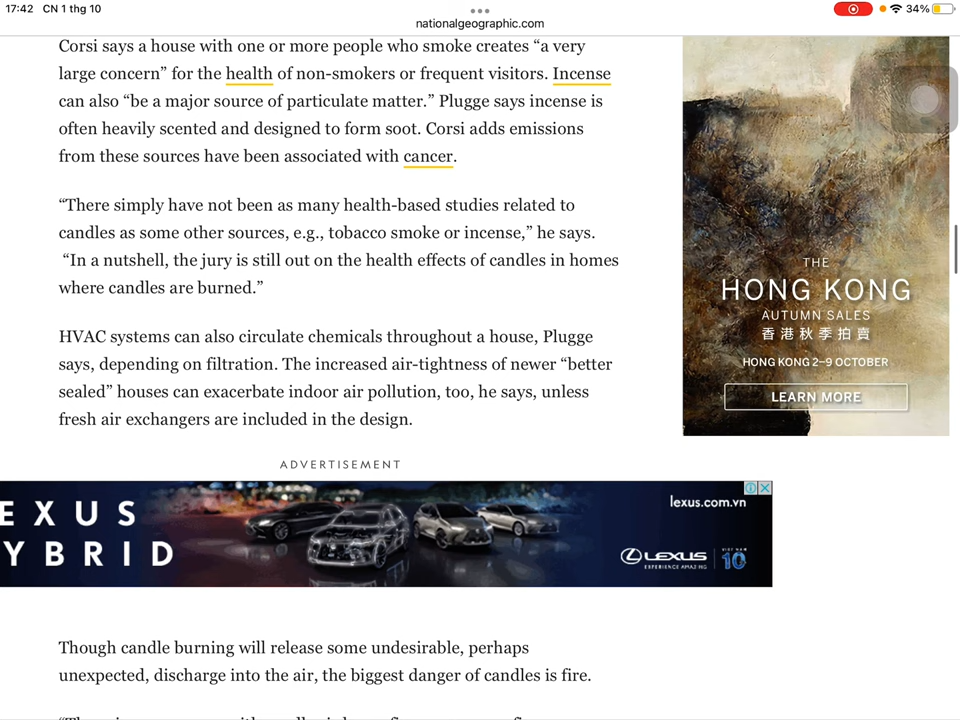 17:42 CN 1 thg 10
34%
nationalgeographic.com
Corsi says a house with one or more people who smoke creates “a very
large concern” for the health of non-smokers or frequent visitors. Incense
can also “be a major source of particulate matter.” Plugge says incense is
often heavily scented and designed to form soot. Corsi adds emissions
from these sources have been associated with cancer.
“There simply have not been as many health-based studies related to
candles as some other sources, e.g., tobacco smoke or incense,” he says.
“In a nutshell, the jury is still out on the health effects of candles in homes
where candles are burned.”
HVAC systems can also circulate chemicals throughout a house, Plugge
says, depending on filtration. The increased air-tightness of newer “better
sealed” houses can exacerbate indoor air pollution, too, he says, unless
fresh air exchangers are included in the design.
THE
HONG KONG
AUTUMN SALES
香港秋季拍賣
HONG KONG 2–9 OCTOBER
LEARN MORE
ADVERTISEMENT
EXUS
YBRID
lexus.com.vn
LEXUS
EXPERIENCE AMAZING
VIET NAM
10
Though candle burning will release some undesirable, perhaps
unexpected, discharge into the air, the biggest danger of candles is fire.